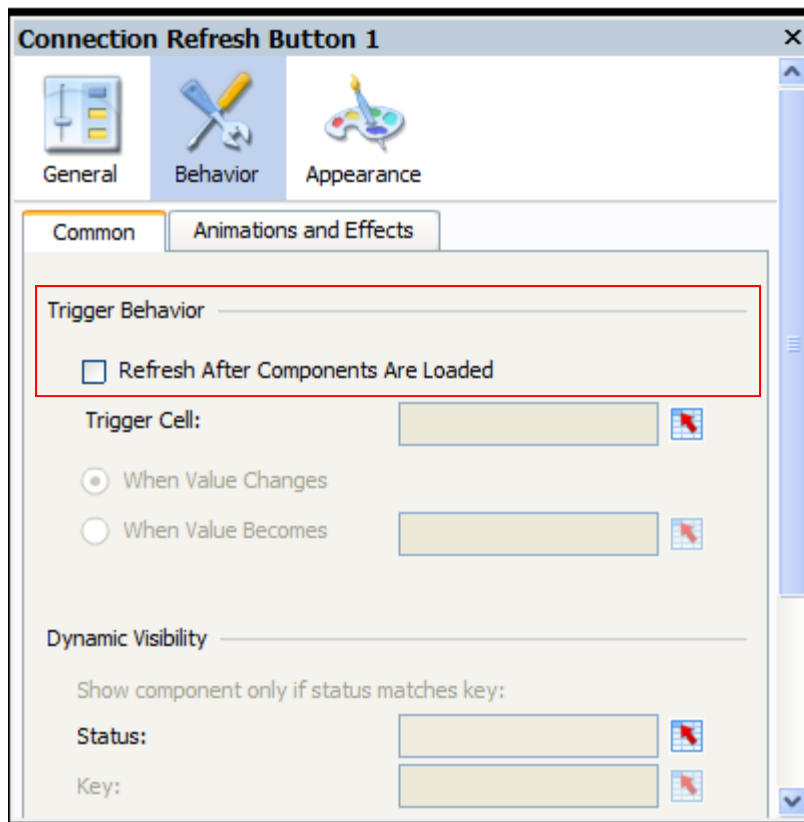 Connection Refresh Button 1
General Behavior Appearance
Common Animations and Effects
Trigger Behavior
Refresh After Components Are Loaded
Trigger Cell:
When Value Changes
When Value Becomes
Dynamic Visibility
Show component only if status matches key:
Status:
Key: